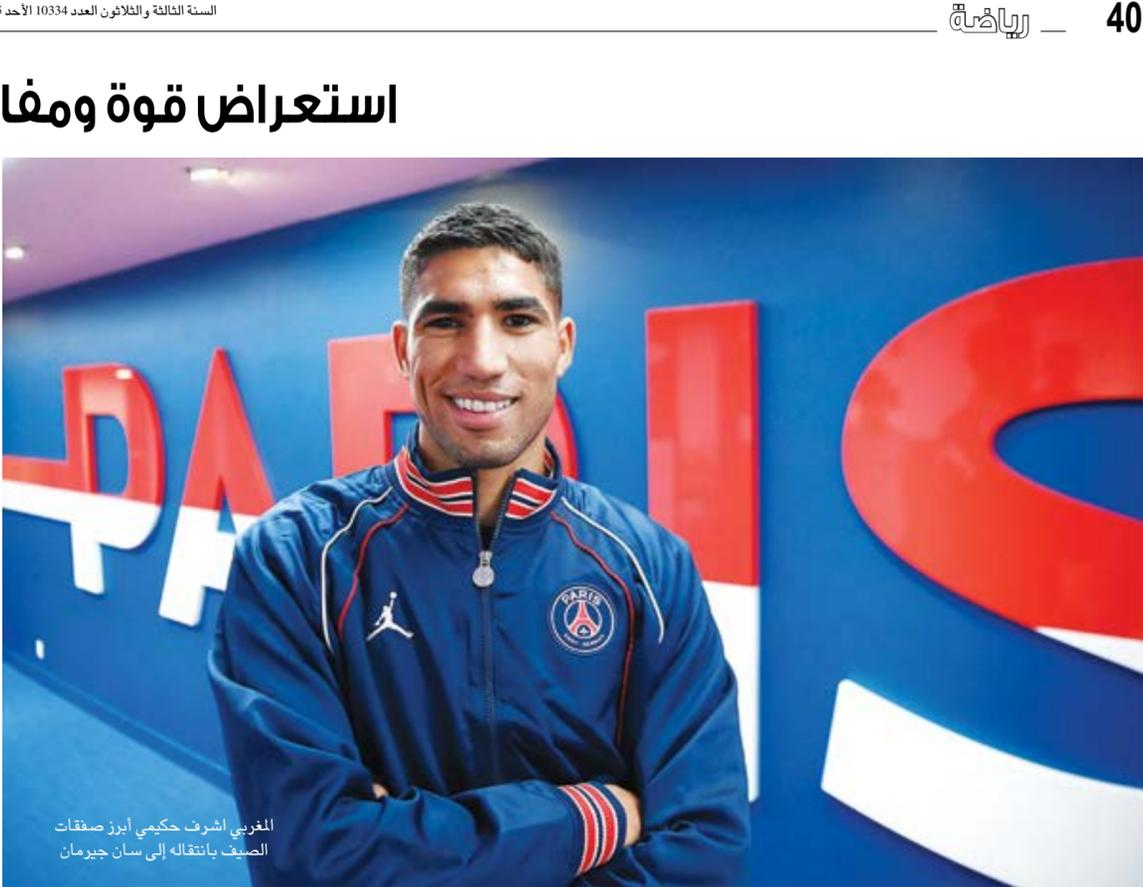 40
رياضة
السنة الثالثة والثلاثون العدد 10334 الأحد
استعراض قوة
PARIS
PARIS
المغربي اشرف حكيمي أبرز صفقات
الصيف بانتقاله إلى سان جيرمان